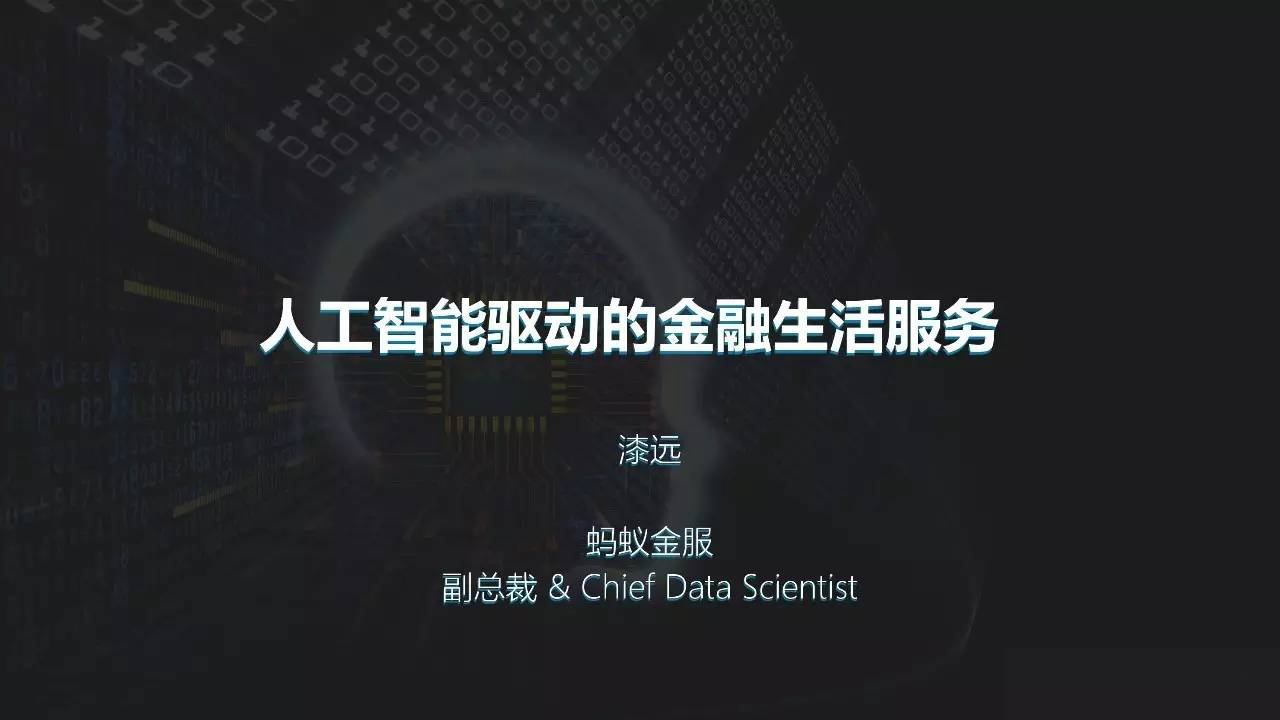 人工智能驱动的金融生活服务
漆远
蚂蚁金服
副总裁 & Chief Data Scientist